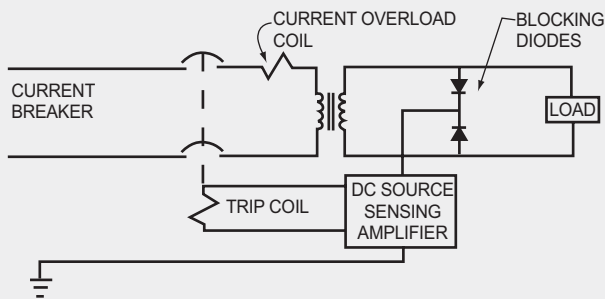 CURRENT OVERLOAD
COIL
BLOCKING
DIODES
CURRENT
BREAKER
LOAD
TRIP COIL
DC SOURCE
SENSING
AMPLIFIER